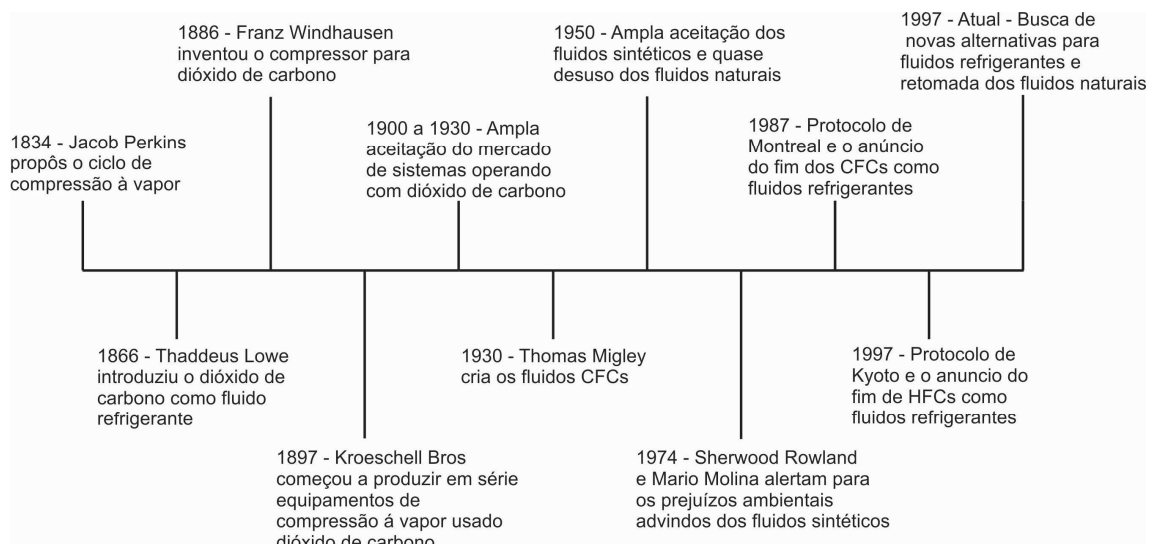 1834 - Jacob Perkins
propôs o ciclo de
compressão à vapor
1866 - Thaddeus Lowe
introduziu o dióxido de
carbono como fluido
refrigerante
1886 - Franz Windhausen
inventou o compressor para
dióxido de carbono
1897 - Kroeschell Bros
começou a produzir em série
equipamentos de
compressão á vapor usado
dióxido de carbono
1900 a 1930 - Ampla
aceitação do mercado
de sistemas operando
com dióxido de carbono
1930 - Thomas Migley
cria os fluidos CFCs
1950 - Ampla aceitação dos
fluidos sintéticos e quase
desuso dos fluidos naturais
1974 - Sherwood Rowland
e Mario Molina alertam para
os prejuízos ambientais
advindos dos fluidos sintéticos
1987 - Protocolo de
Montreal e o anúncio
do fim dos CFCs como
fluidos refrigerantes
1997 - Protocolo de
Kyoto e o anuncio do
fim de HFCs como
fluidos refrigerantes
1997 - Atual - Busca de
novas alternativas para
fluidos refrigerantes e
retomada dos fluidos naturais